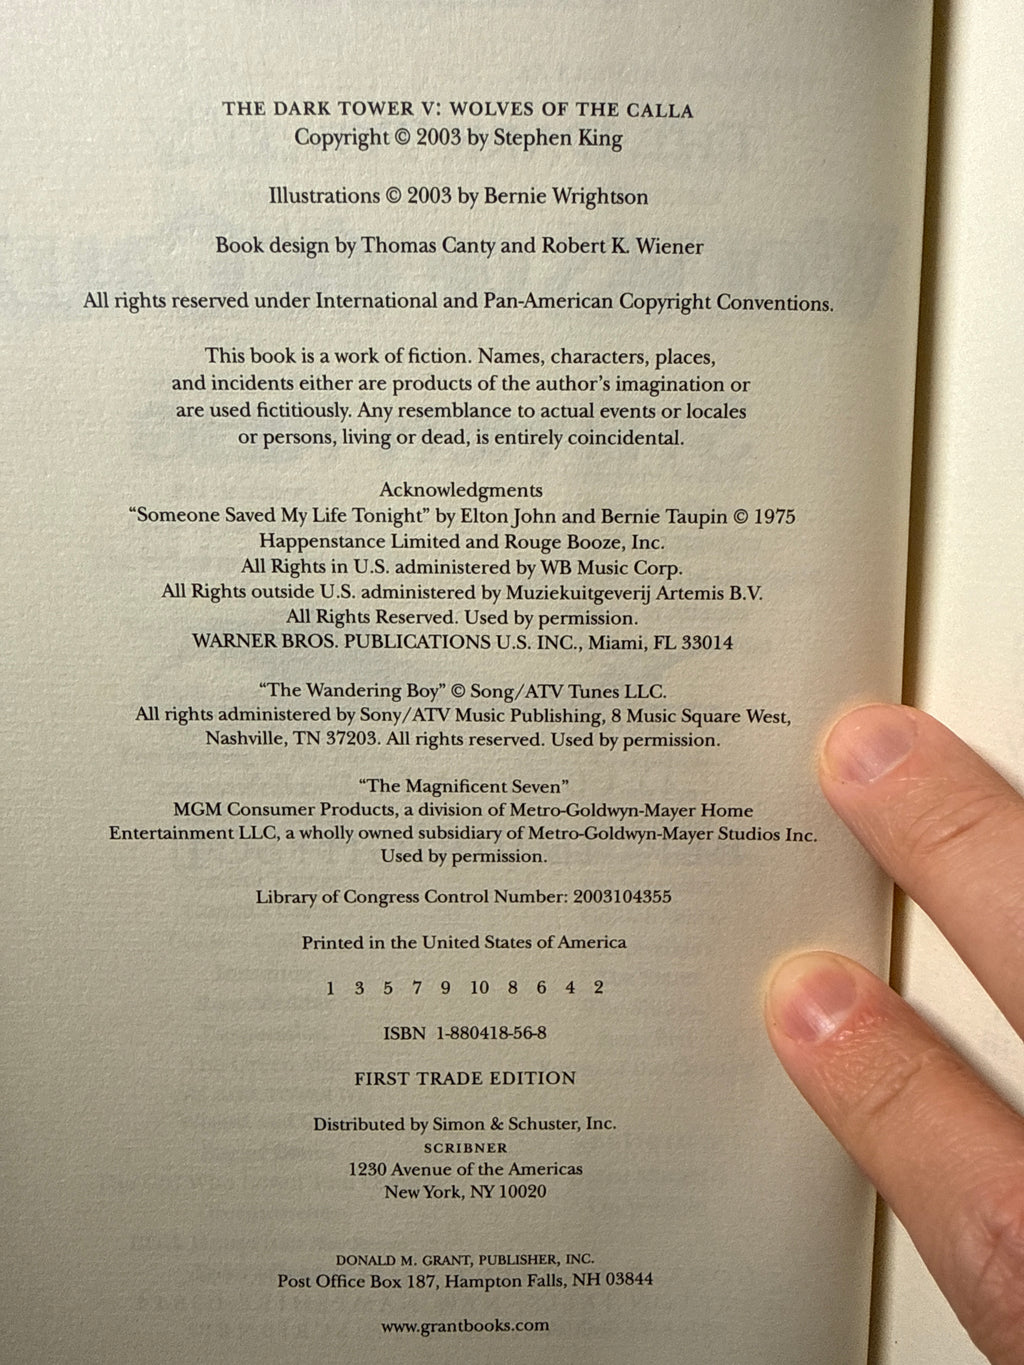 THE DARK TOWER V: WOLVES OF THE CALLA
Copyright © 2003 by Stephen King
Illustrations © 2003 by Bernie Wrightson
Book design by Thomas Canty and Robert K. Wiener
All rights reserved under International and Pan-American Copyright Conventions.
This book is a work of fiction. Names, characters, places,
and incidents either are products of the author's imagination or
are used fictitiously. Any resemblance to actual events or locales
or persons, living or dead, is entirely coincidental.
Acknowledgments
“Someone Saved My Life Tonight” by Elton John and Bernie Taupin © 1975
Happenstance Limited and Rouge Booze, Inc.
All Rights in U.S. administered by WB Music Corp.
All Rights outside U.S. administered by Muziekuitgeverij Artemis B.V.
All Rights Reserved. Used by permission.
WARNER BROS. PUBLICATIONS U.S. INC., Miami, FL 33014
“The Wandering Boy” © Song/ATV Tunes LLC.
All rights administered by Sony/ATV Music Publishing, 8 Music Square West,
Nashville, TN 37203. All rights reserved. Used by permission.
“The Magnificent Seven”
MGM Consumer Products, a division of Metro-Goldwyn-Mayer Home
Entertainment LLC, a wholly owned subsidiary of Metro-Goldwyn-Mayer Studios Inc.
Used by permission.
Library of Congress Control Number: 2003104355
Printed in the United States of America
1 3 5 7 9 10 8 6 4 2
ISBN 1-880418-56-8
FIRST TRADE EDITION
Distributed by Simon & Schuster, Inc.
SCRIBNER
1230 Avenue of the Americas
New York, NY 10020
DONALD M. GRANT, PUBLISHER, INC.
Post Office Box 187, Hampton Falls, NH 03844
www.grantbooks.com